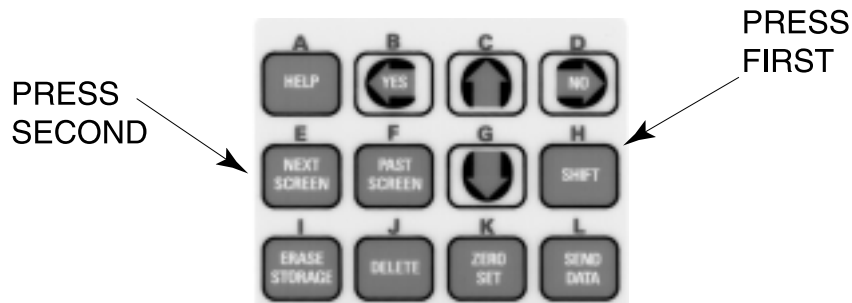 PRESS
FIRST
PRESS
SECOND
A B C D
HELP YES NO
E F G H
NEXT
SCREEN
PAST
SCREEN
SHIFT
I J K L
ERASE
STORAGE
DELETE
ZERO
SET
SEND
DATA